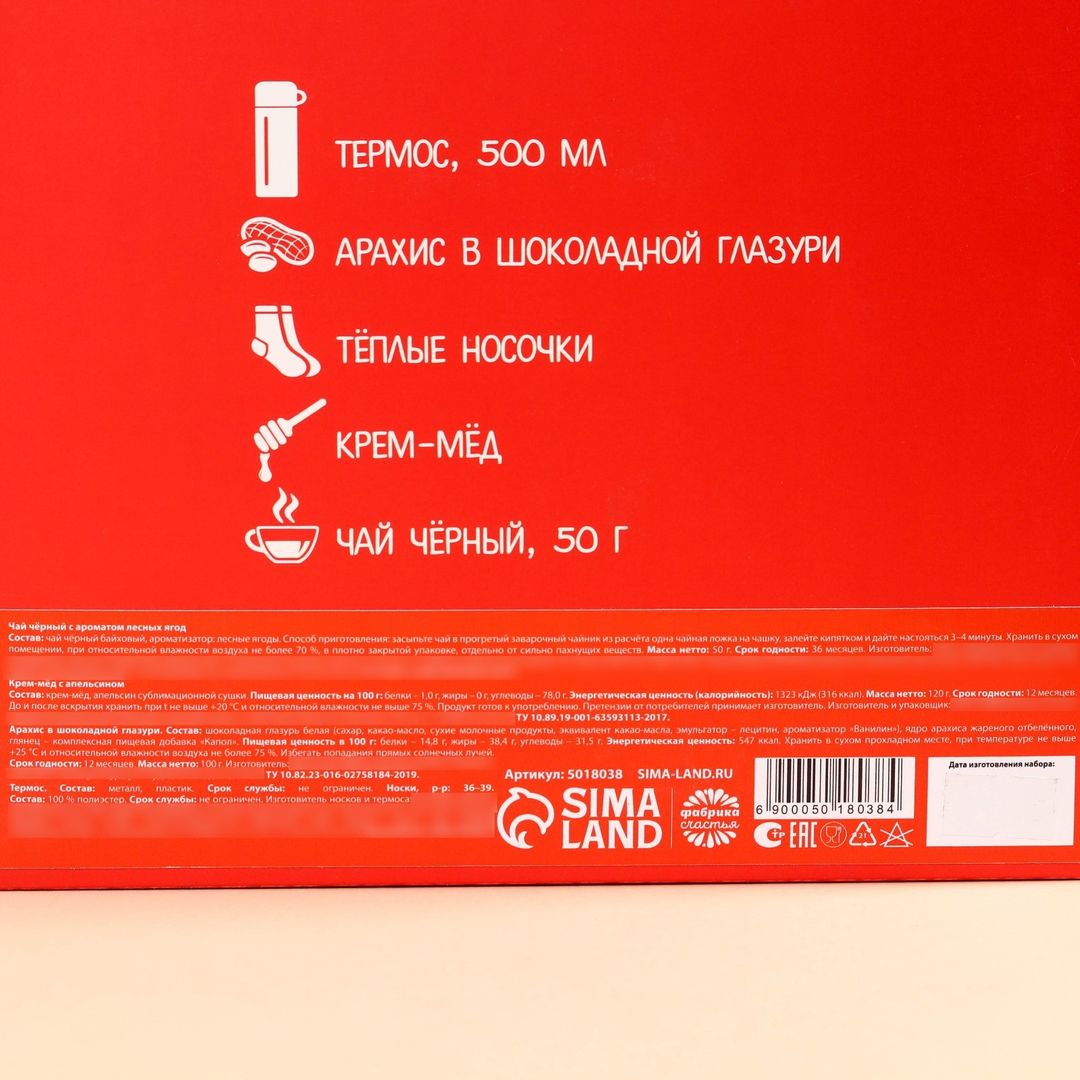 ТЕРМОС, 500 МЛ
АРАХИС В ШОКОЛАДНОЙ ГЛАЗУРИ
ТЁПЛЫЕ НОСОЧКИ
КРЕМ-МЁД
ЧАЙ ЧЁРНЫЙ, 50 Г
Чай чёрный с ароматом лесных ягод
Состав: чай чёрный байховый, ароматизатор: лесные ягоды. Способ приготовления: засыпьте чай в прогретый заварочный чайник из расчёта одна чайная ложка на чашку, залейте кипятком и дайте настояться 3–4 минуты. Хранить в сухом
помещении, при относительной влажности воздуха не более 70 %, в плотно закрытой упаковке, отдельно от сильно пахнущих веществ. Масса нетто: 50 г. Срок годности: 36 месяцев. Изготовитель:
Крем-мёд с апельсином
Состав: крем-мёд, апельсин сублимационной сушки. Пищевая ценность на 100 г: белки – 1,0 г, жиры – 0 г, углеводы – 78,0 г. Энергетическая ценность (калорийность): 1323 кДж (316 ккал). Масса нетто: 120 г. Срок годности: 12 месяцев.
До и после вскрытия хранить при t не выше +20 °С и относительной влажности воздуха не выше 75 %. Продукт готов к употреблению. Претензии от потребителей принимает изготовитель. Изготовитель и упаковщик:
ТУ 10.89.19-001-63593113-2017.
Арахис в шоколадной глазури. Состав: шоколадная глазурь белая (сахар, какао-масло, сухие молочные продукты, эквивалент какао-масла, эмульгатор – лецитин, ароматизатор «Ванилин»), ядро арахиса жареного отбелённого,
глянец – комплексная пищевая добавка «Капол». Пищевая ценность в 100 г: белки – 14,8 г, жиры – 38,4 г, углеводы – 31,5 г. Энергетическая ценность: 547 ккал. Хранить в сухом прохладном месте, при температуре не выше
+25 °С и относительной влажности воздуха не более 75 %. Избегать попадания прямых солнечных лучей.
Срок годности: 12 месяцев. Масса нетто: 100 г. Изготовитель:
ТУ 10.82.23-016-02758184-2019.
Термос. Состав: металл, пластик. Срок службы: не ограничен. Носки, р-р: 36–39.
Состав: 100 % полиэстер. Срок службы: не ограничен. Изготовитель носков и термоса:
Артикул: 5018038 SIMA-LAND.RU
SIMA
LAND
фабрика
счастья
6 900050 180384
ТР ЕАС 21
Дата изготовления набора: